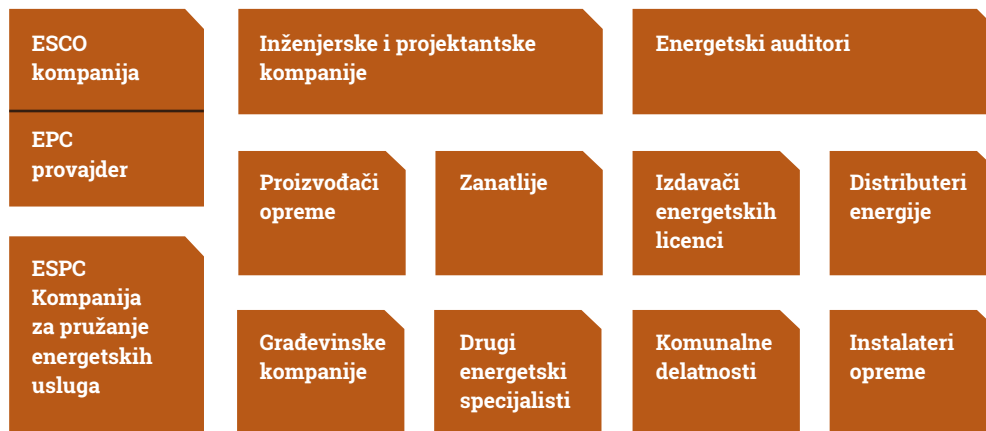 ESCO
kompanija
EPC
provajder
ESPC
Kompanija
za pružanje
energetskih
usluga
Inženjerske i projektantske
kompanije
Energetski auditori
Proizvođači
opreme
Zanatlije
Izdavači
energetskih
licenci
Distributeri
energije
Građevinske
kompanije
Drugi
energetski
specijalisti
Komunalne
delatnosti
Instalateri
opreme